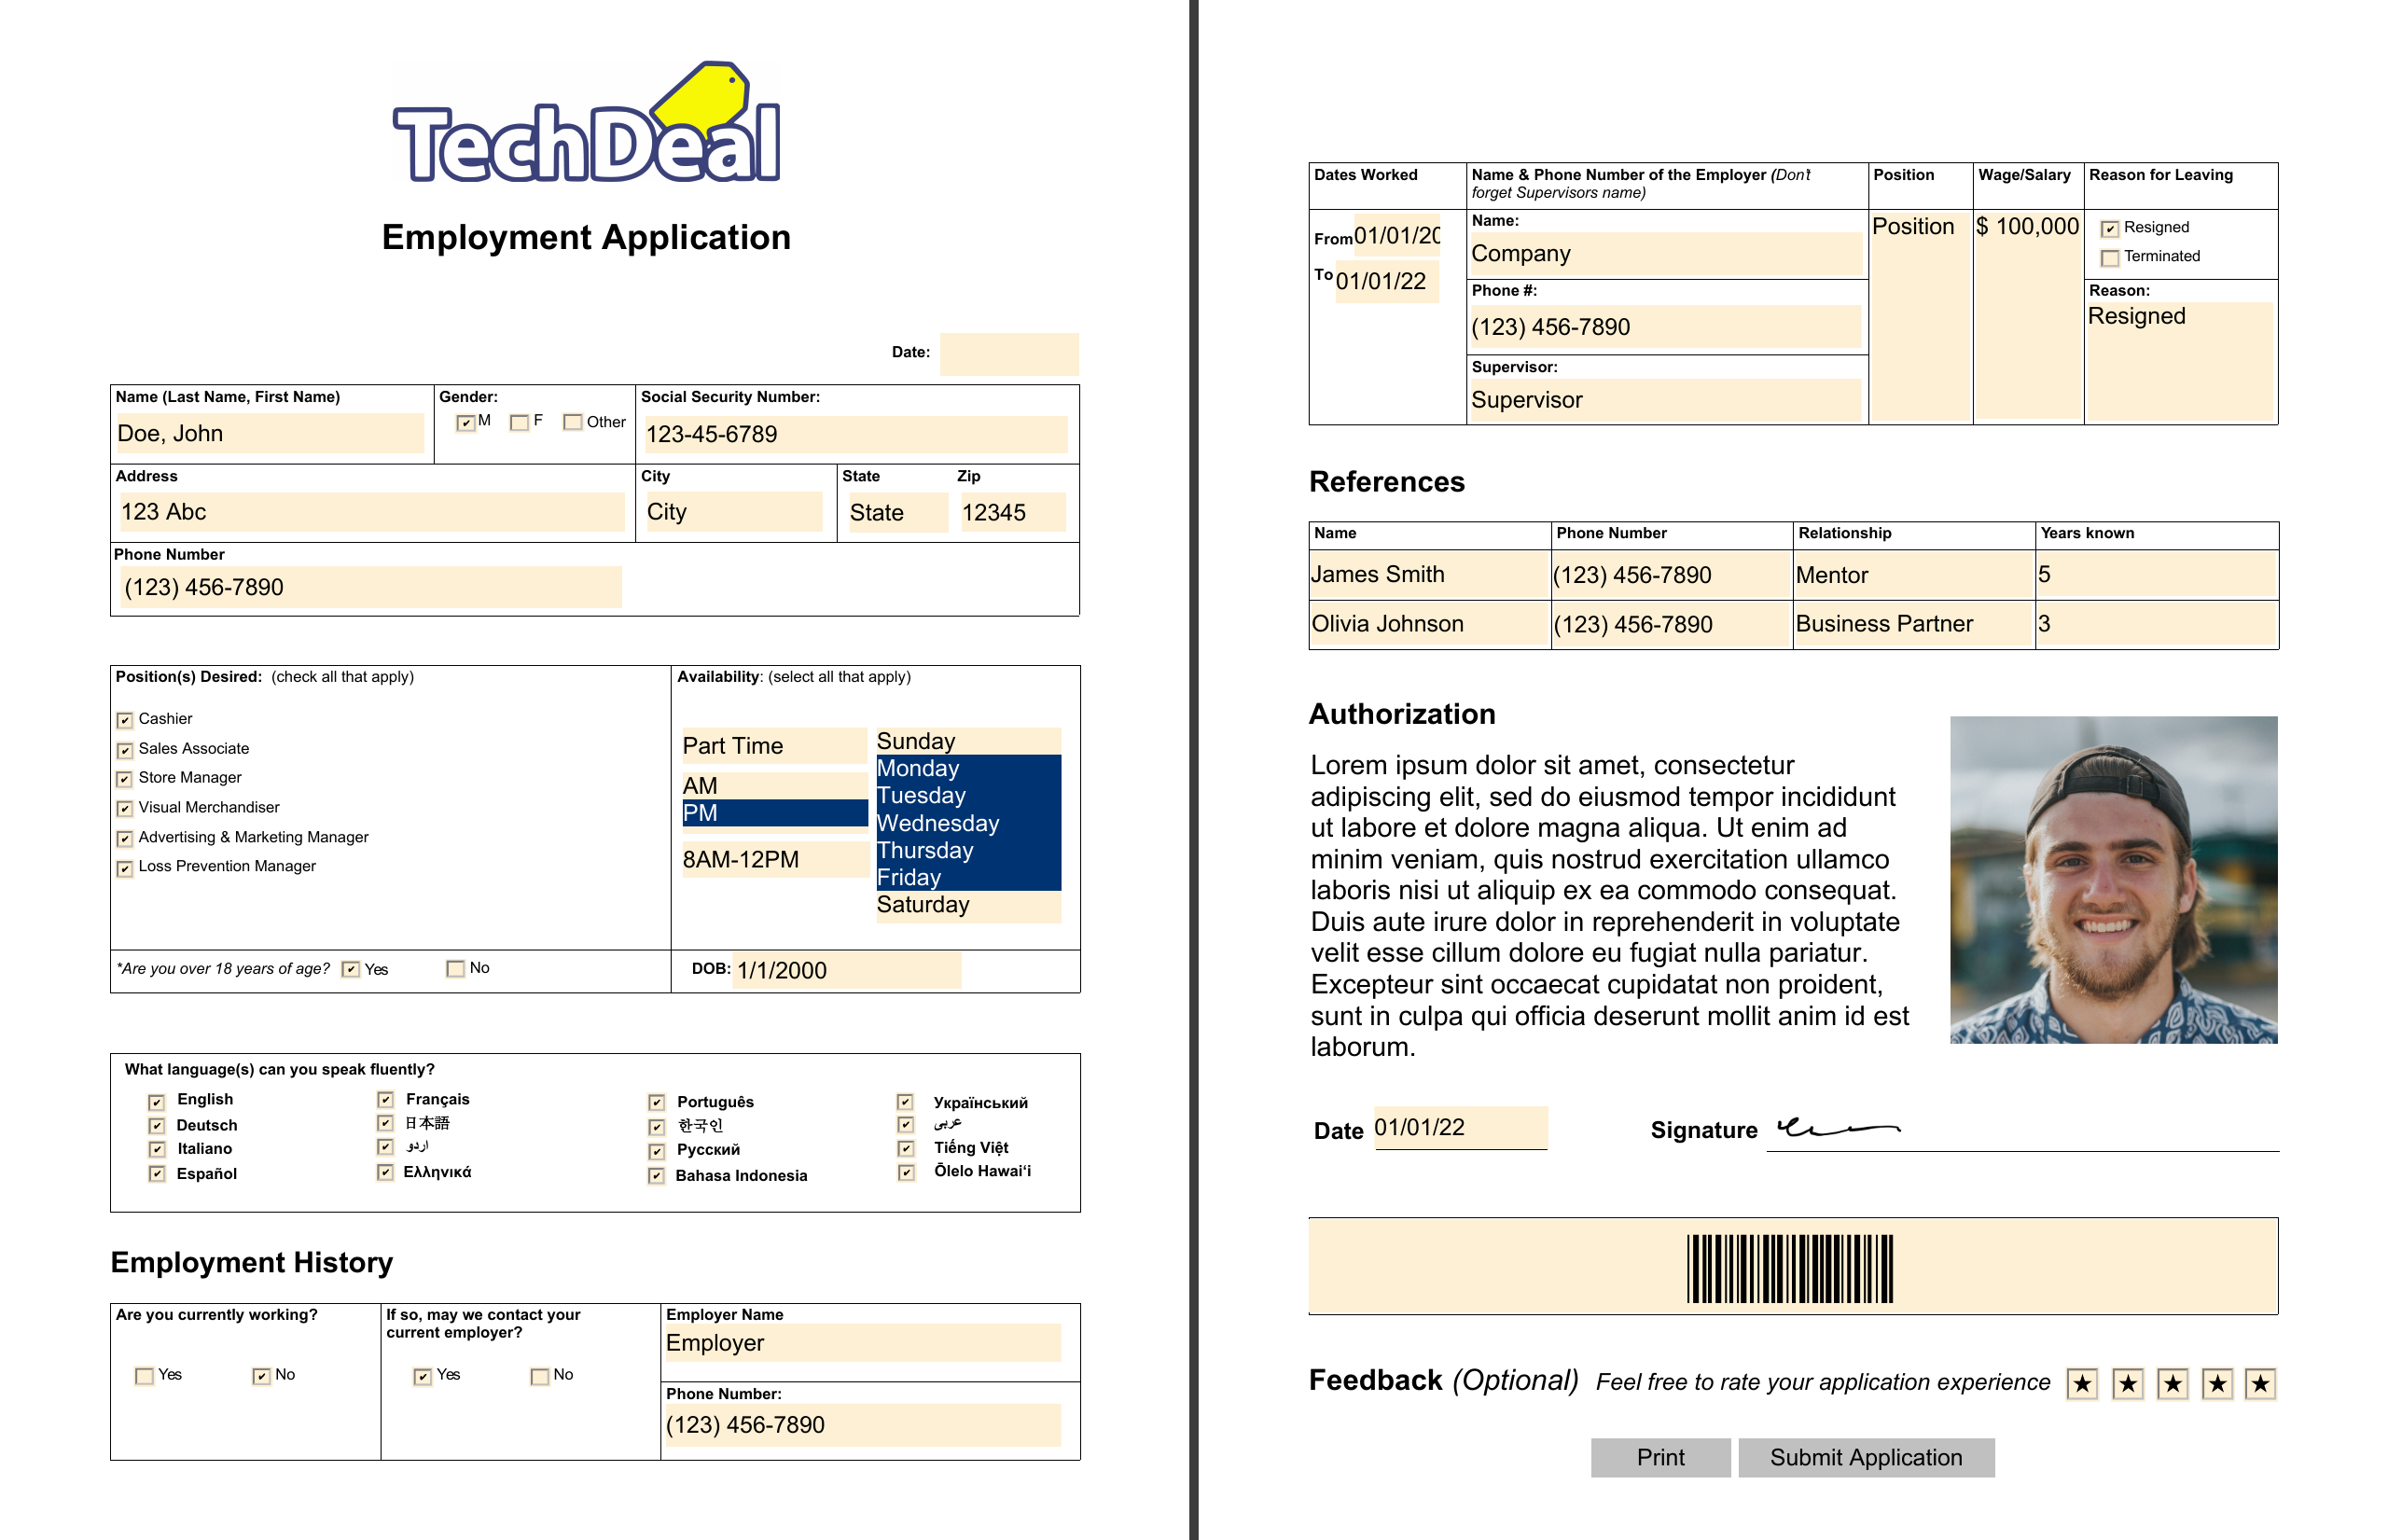 TechDeal
Employment Application
Date:
Name (Last Name, First Name)
Doe, John
Gender:
M F Other
Social Security Number:
123-45-6789
Address
123 Abc
City
City
State
State
Zip
12345
Phone Number
(123) 456-7890
Position(s) Desired: (check all that apply)
Cashier
Sales Associate
Store Manager
Visual Merchandiser
Advertising & Marketing Manager
Loss Prevention Manager
Availability: (select all that apply)
Part Time
AM
PM
8AM-12PM
Sunday
Monday
Tuesday
Wednesday
Thursday
Friday
Saturday
*Are you over 18 years of age? Yes No
DOB: 1/1/2000
What language(s) can you speak fluently?
English
Deutsch
Italiano
Español
Français
日本語
اردو
Ελληνικά
Português
한국인
Русский
Bahasa Indonesia
Український
عربى
Tiếng Việt
Ōlelo Hawaiʻi
Employment History
Are you currently working?
Yes No
If so, may we contact your
current employer?
Yes No
Employer Name
Employer
Phone Number:
(123) 456-7890
Dates Worked
From 01/01/20
To 01/01/22
Name & Phone Number of the Employer (Don't
forget Supervisors name)
Name:
Company
Phone #:
(123) 456-7890
Supervisor:
Supervisor
Position
Position
Wage/Salary
$ 100,000
Reason for Leaving
Resigned
Terminated
Reason:
Resigned
References
Name Phone Number Relationship Years known
James Smith (123) 456-7890 Mentor 5
Olivia Johnson (123) 456-7890 Business Partner 3
Authorization
Lorem ipsum dolor sit amet, consectetur
adipiscing elit, sed do eiusmod tempor incididunt
ut labore et dolore magna aliqua. Ut enim ad
minim veniam, quis nostrud exercitation ullamco
laboris nisi ut aliquip ex ea commodo consequat.
Duis aute irure dolor in reprehenderit in voluptate
velit esse cillum dolore eu fugiat nulla pariatur.
Excepteur sint occaecat cupidatat non proident,
sunt in culpa qui officia deserunt mollit anim id est
laborum.
Date 01/01/22
Signature
Feedback (Optional) Feel free to rate your application experience
Print
Submit Application